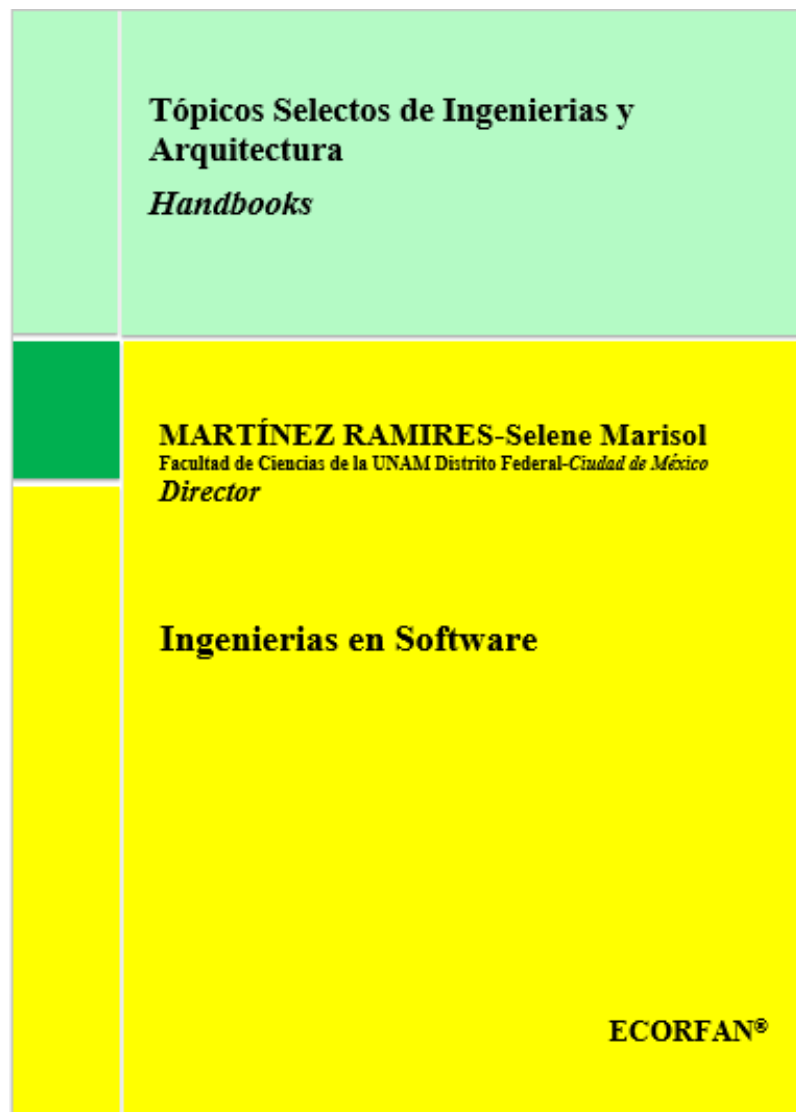 Tópicos Selectos de Ingenierias y
Arquitectura
Handbooks
MARTÍNEZ RAMIRES-Selene Marisol
Facultad de Ciencias de la UNAM Distrito Federal-Ciudad de México
Director
Ingenierias en Software
ECORFAN®